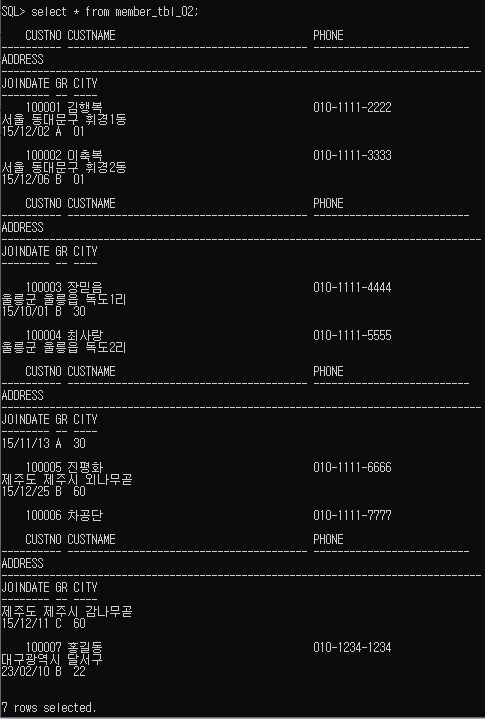 SQL> select * from member_tbl_02;
CUSTNO CUSTNAME PHONE
ADDRESS
JOINDATE GR CITY
100001 김행복 010-1111-2222
서울 동대문구 휘경1동
15/12/02 A 01
100002 이축복 010-1111-3333
서울 동대문구 휘경2동
15/12/06 B 01
CUSTNO CUSTNAME PHONE
ADDRESS
JOINDATE GR CITY
100003 장믿음 010-1111-4444
울릉군 울릉읍 독도1리
15/10/01 B 30
100004 최사랑 010-1111-5555
울릉군 울릉읍 독도2리
CUSTNO CUSTNAME PHONE
ADDRESS
JOINDATE GR CITY
15/11/13 A 30
100005 진평화 010-1111-6666
제주도 제주시 외나무골
15/12/25 B 60
100006 차공단 010-1111-7777
CUSTNO CUSTNAME PHONE
ADDRESS
JOINDATE GR CITY
제주도 제주시 감나무골
15/12/11 C 60
100007 홍길동 010-1234-1234
대구광역시 달서구
23/02/10 B 22
7 rows selected.